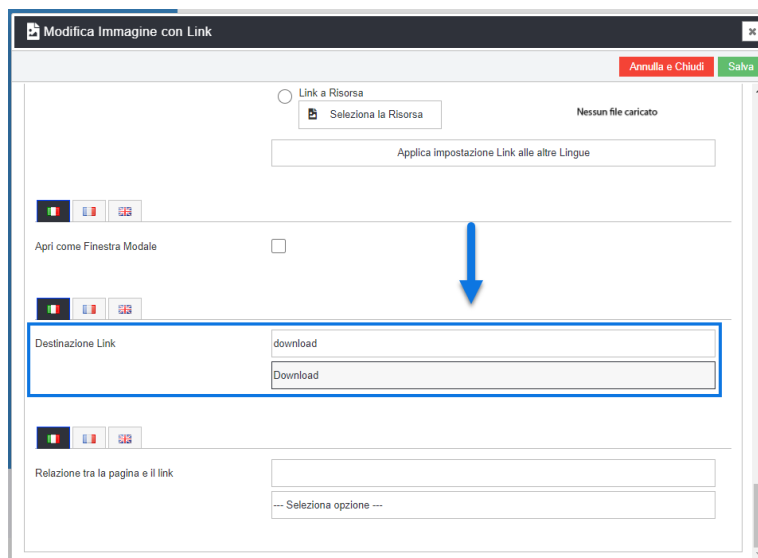 Modifica Immagine con Link
Annulla e Chiudi
Salva
Link a Risorsa
Seleziona la Risorsa
Nessun file caricato
Applica impostazione Link alle altre Lingue
Apri come Finestra Modale
Destinazione Link
download
Download
Relazione tra la pagina e il link
--- Seleziona opzione ---